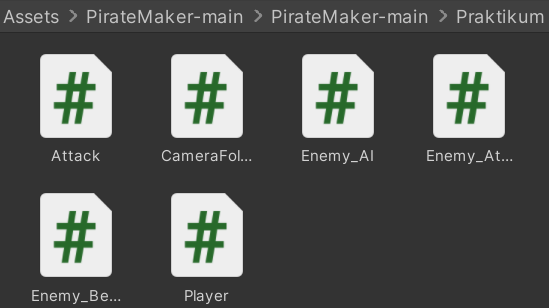 Assets > PirateMaker-main > PirateMaker-main > Praktikum
Attack CameraFol... Enemy_AI Enemy_At...
Enemy_Be... Player